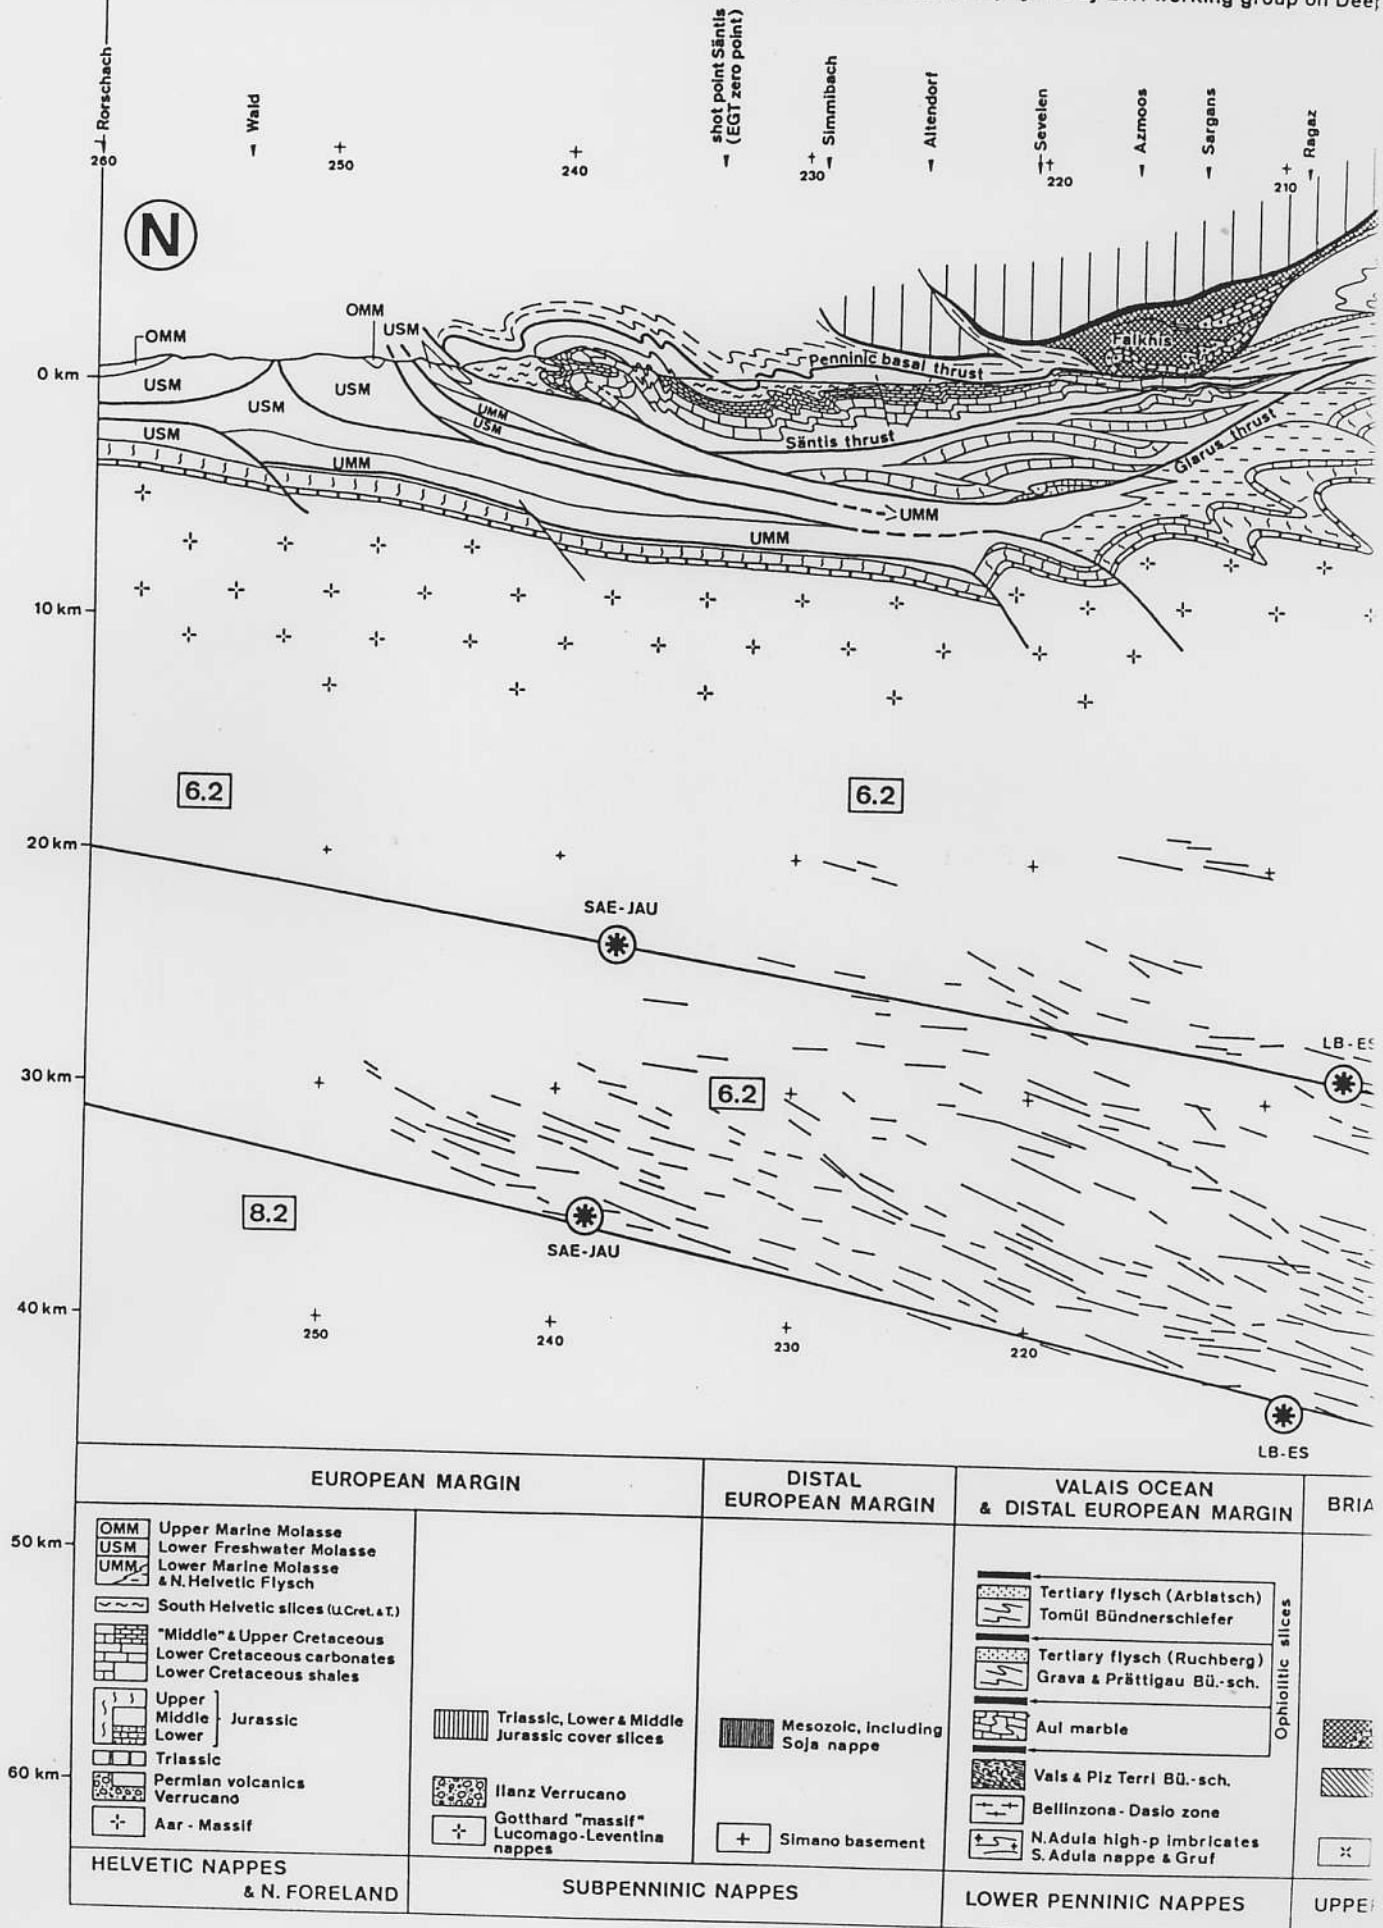 working group on
Rorschach
Wald
shot point Säntis
(EGT zero point)
Simmibach
Altendorf
Sevelen
Azmoos
Sargans
Ragaz
260
250
240
230
220
210
N
OMM
OMM
USM
USM
USM
USM
USM
UMM
USM
UMM
UMM
UMM
Penninic basal thrust
Falkhis
Säntis thrust
Glarus thrust
0 km
10 km
20 km
30 km
40 km
50 km
60 km
6.2
6.2
SAE-JAU
LB-ES
6.2
8.2
SAE-JAU
250
240
230
220
LB-ES
EUROPEAN MARGIN
OMM Upper Marine Molasse
USM Lower Freshwater Molasse
UMM Lower Marine Molasse
& N. Helvetic Flysch
South Helvetic slices (U.Cret. & T.)
"Middle" & Upper Cretaceous
Lower Cretaceous carbonates
Lower Cretaceous shales
Upper
Middle
Lower
Jurassic
Triassic
Permian volcanics
Verrucano
Aar - Massif
HELVETIC NAPPES
& N. FORELAND
Triassic, Lower & Middle
Jurassic cover slices
Ilanz Verrucano
Gotthard "massif"
Lucomago-Leventina
nappes
SUBPENNINIC NAPPES
DISTAL
EUROPEAN MARGIN
Mesozoic, including
Soja nappe
Simano basement
VALAIS OCEAN
& DISTAL EUROPEAN MARGIN
Tertiary flysch (Arblatsch)
Tomül Bündnerschiefer
Tertiary flysch (Ruchberg)
Grava & Prättigau Bü.-sch.
Aul marble
Vals & Piz Terri Bü.-sch.
Bellinzona - Dasio zone
N. Adula high-p imbricates
S. Adula nappe & Gruf
Ophiolitic slices
LOWER PENNINIC NAPPES
BRIA
UPPE